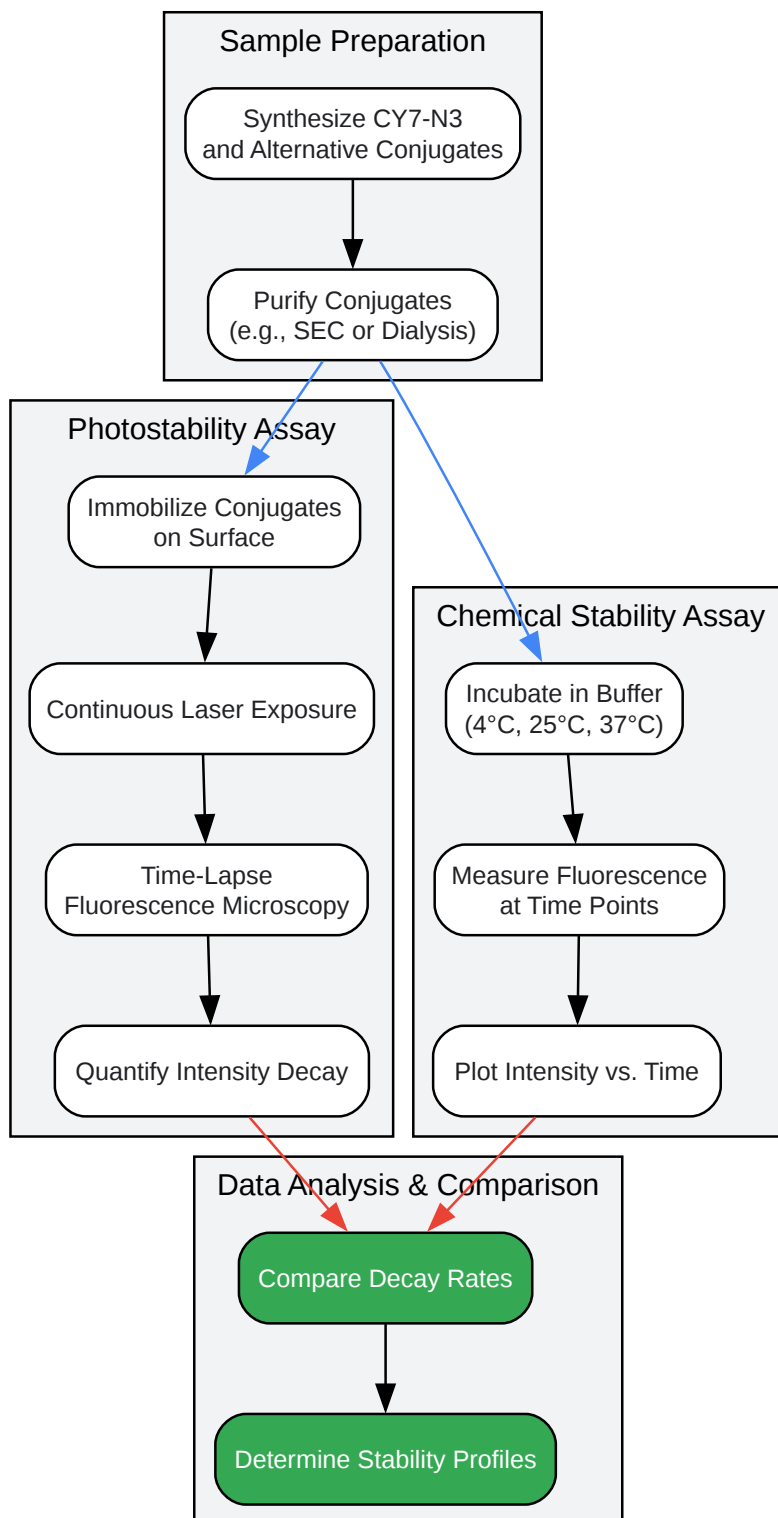 Sample Preparation
Synthesize CY7-N3
and Alternative Conjugates
Purify Conjugates
(e.g., SEC or Dialysis)
Photostability Assay
Immobilize Conjugates
on Surface
Continuous Laser Exposure
Time-Lapse
Fluorescence Microscopy
Quantify Intensity Decay
Chemical Stability Assay
Incubate in Buffer
(4°C, 25°C, 37°C)
Measure Fluorescence
at Time Points
Plot Intensity vs. Time
Data Analysis & Comparison
Compare Decay Rates
Determine Stability Profiles